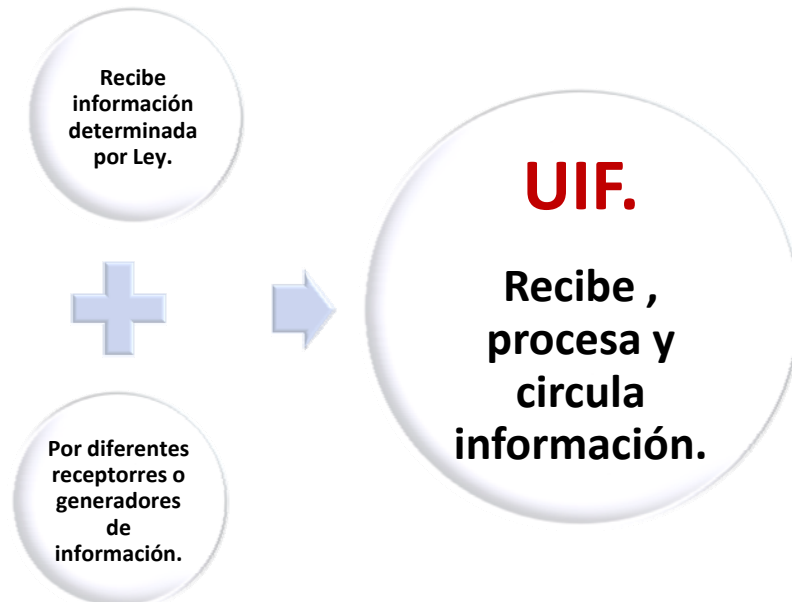 Recibe
información
determinada
por Ley.
Por diferentes
receptorres o
generadores
de
información.
UIF.
Recibe ,
procesa y
circula
información.